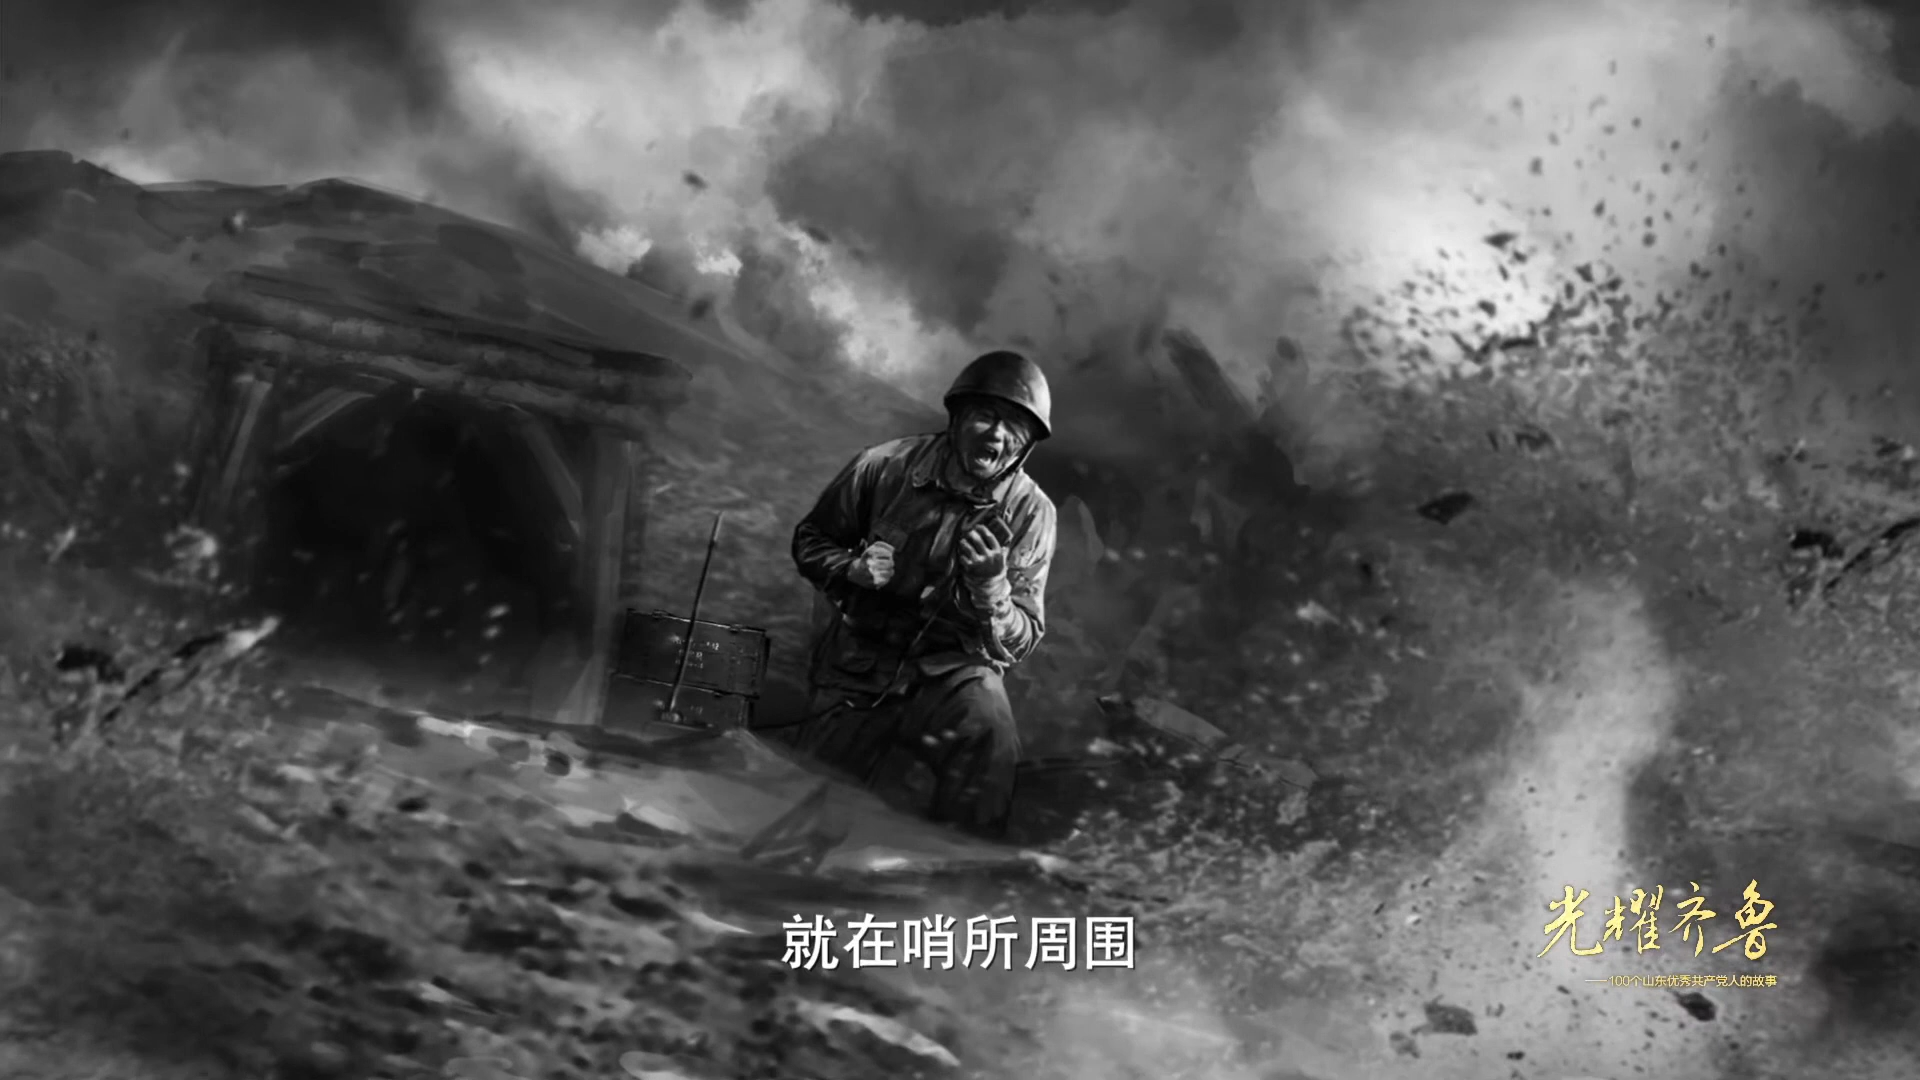 就在哨所周围
光耀齐鲁
——100个山东优秀共产党人的故事